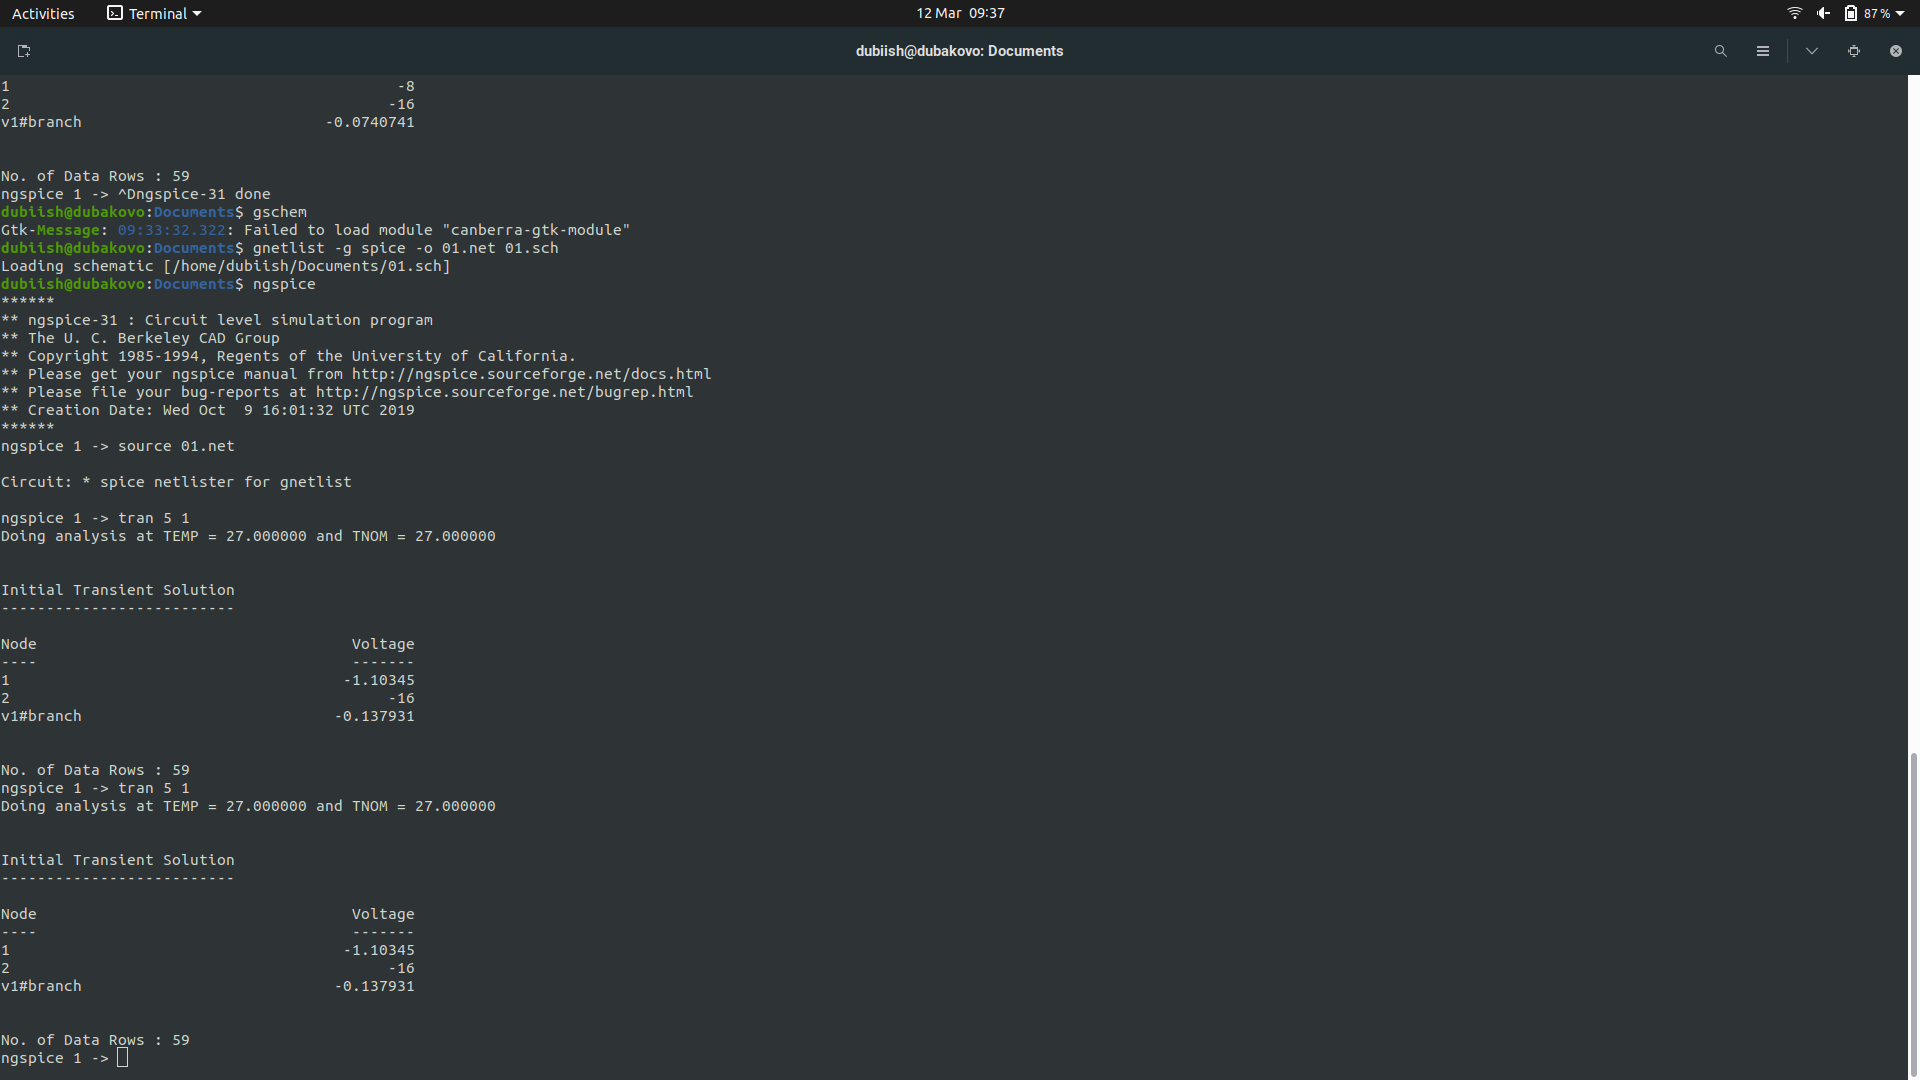 Activities Terminal 12 Mar 09:37 87 %
dubiish@dubakovo: Documents
1 -8
2 -16
v1#branch -0.0740741
No. of Data Rows : 59
ngspice 1 -> ^Dngspice-31 done
dubiish@dubakovo:Documents$ gschem
Gtk-Message: 09:33:32.322: Failed to load module "canberra-gtk-module"
dubiish@dubakovo:Documents$ gnetlist -g spice -o 01.net 01.sch
Loading schematic [/home/dubiish/Documents/01.sch]
dubiish@dubakovo:Documents$ ngspice
******
** ngspice-31 : Circuit level simulation program
** The U. C. Berkeley CAD Group
** Copyright 1985-1994, Regents of the University of California.
** Please get your ngspice manual from http://ngspice.sourceforge.net/docs.html
** Please file your bug-reports at http://ngspice.sourceforge.net/bugrep.html
** Creation Date: Wed Oct  9 16:01:32 UTC 2019
******
ngspice 1 -> source 01.net
Circuit: * spice netlister for gnetlist
ngspice 1 -> tran 5 1
Doing analysis at TEMP = 27.000000 and TNOM = 27.000000
Initial Transient Solution
--------------------------
Node Voltage
---- -------
1 -1.10345
2 -16
v1#branch -0.137931
No. of Data Rows : 59
ngspice 1 -> tran 5 1
Doing analysis at TEMP = 27.000000 and TNOM = 27.000000
Initial Transient Solution
--------------------------
Node Voltage
---- -------
1 -1.10345
2 -16
v1#branch -0.137931
No. of Data Rows : 59
ngspice 1 ->